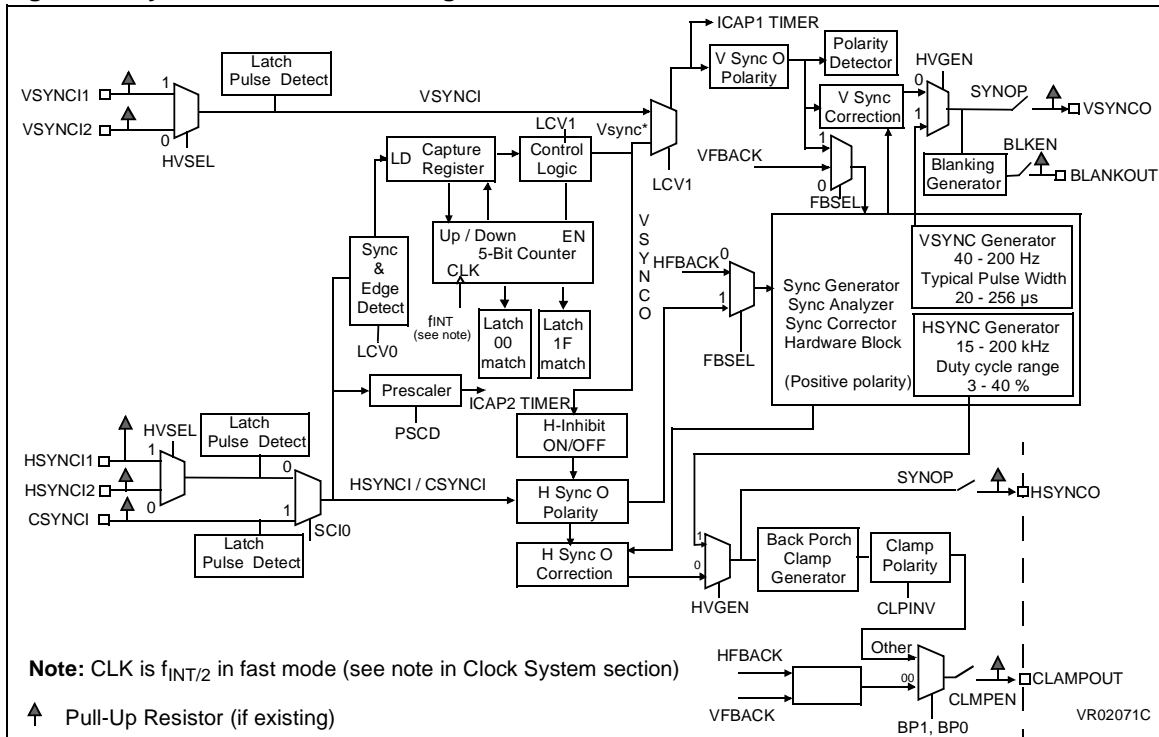 ICAP1 TIMER
Latch
Pulse Detect
V Sync O
Polarity
Polarity
Detector
HVGEN
VSYNCI1
1
VSYNCI
0
SYNOP
VSYNCO
VSYNCI2
0
HVSEL
LCV1
Vsync*
V Sync
Correction
1
LD
Capture
Register
Control
Logic
LCV1
VFBACK
1
0
FBSEL
Blanking
Generator
BLKEN
BLANKOUT
Up / Down
EN
5-Bit Counter
CLK
VSYNCO
Sync
&
Edge
Detect
LCV0
fINT
(see note)
Latch
00
match
Latch
1F
match
HFBACK
0
1
FBSEL
Sync Generator
Sync Analyzer
Sync Corrector
Hardware Block
(Positive polarity)
VSYNC Generator
40 - 200 Hz
Typical Pulse Width
20 - 256 µs
HSYNC Generator
15 - 200 kHz
Duty cycle range
3 - 40 %
Prescaler
ICAP2 TIMER
PSCD
H-Inhibit
ON/OFF
HVSEL
Latch
Pulse Detect
HSYNCI1
1
0
HSYNCI2
0
HSYNCI / CSYNCI
H Sync O
Polarity
SYNOP
HSYNCO
CSYNCI
1
SCI0
Latch
Pulse Detect
H Sync O
Correction
1
0
HVGEN
Back Porch
Clamp
Generator
Clamp
Polarity
CLPINV
Note: CLK is fINT/2 in fast mode (see note in Clock System section)
HFBACK
Other
00
CLMPEN
CLAMPOUT
VFBACK
BP1, BP0
Pull-Up Resistor (if existing)
VR02071C